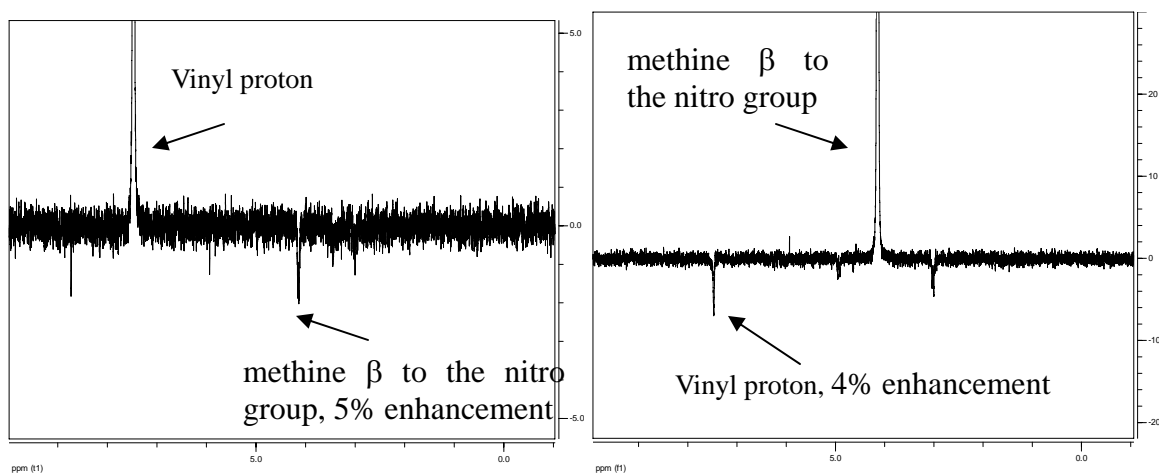 Vinyl proton
methine β to the nitro
group, 5% enhancement
5.0
0.0
-5.0
5.0
0.0
ppm (t1)
methine β to
the nitro group
Vinyl proton, 4% enhancement
20
10
0
-10
-20
5.0
0.0
ppm (f1)